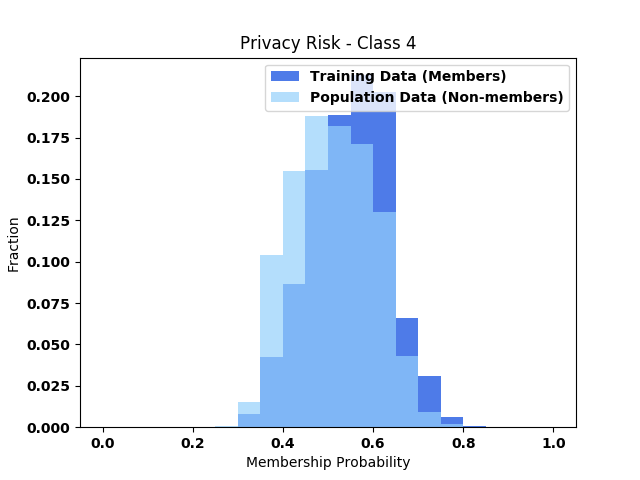 Privacy Risk - Class 4
Training Data (Members)
Population Data (Non-members)
0.200
0.175
0.150
0.125
0.100
0.075
0.050
0.025
0.000
Fraction
0.0 0.2 0.4 0.6 0.8 1.0
Membership Probability